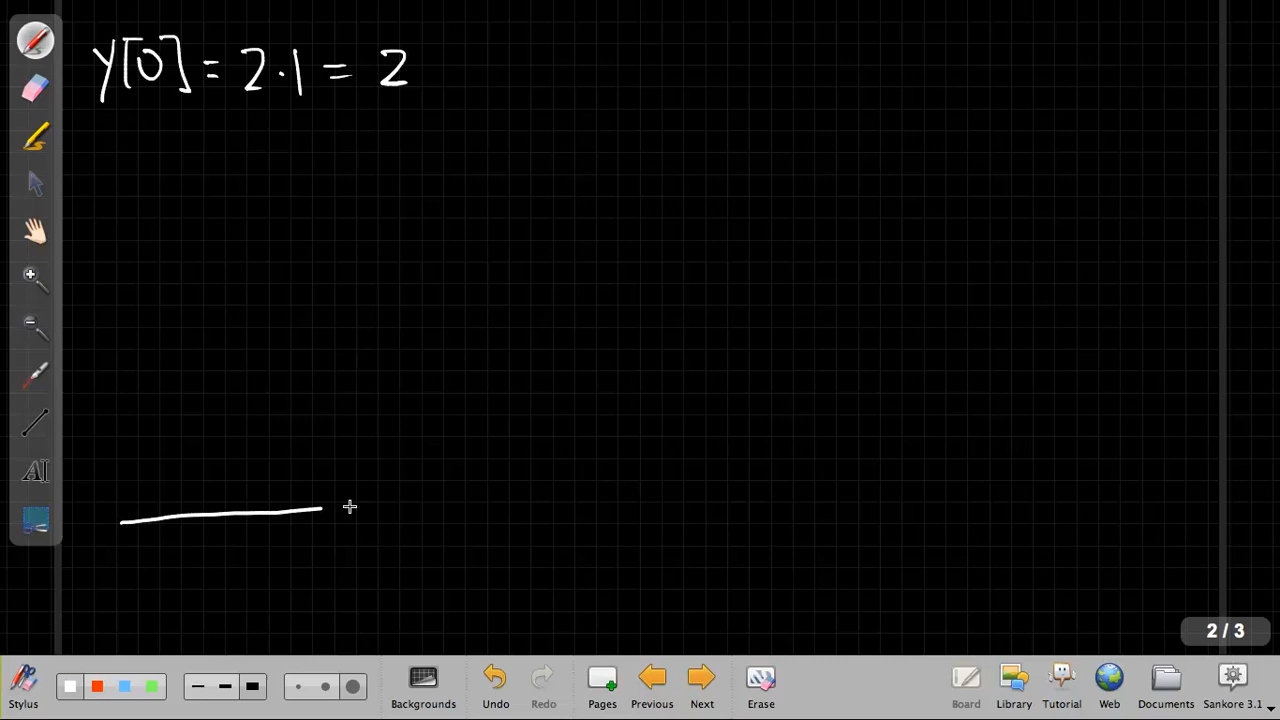 y[0] = 2·1 = 2
AI
2 / 3
Stylus
Backgrounds
Undo
Redo
Pages
Previous
Next
Erase
Board
Library
Tutorial
Web
Documents
Sankore 3.1